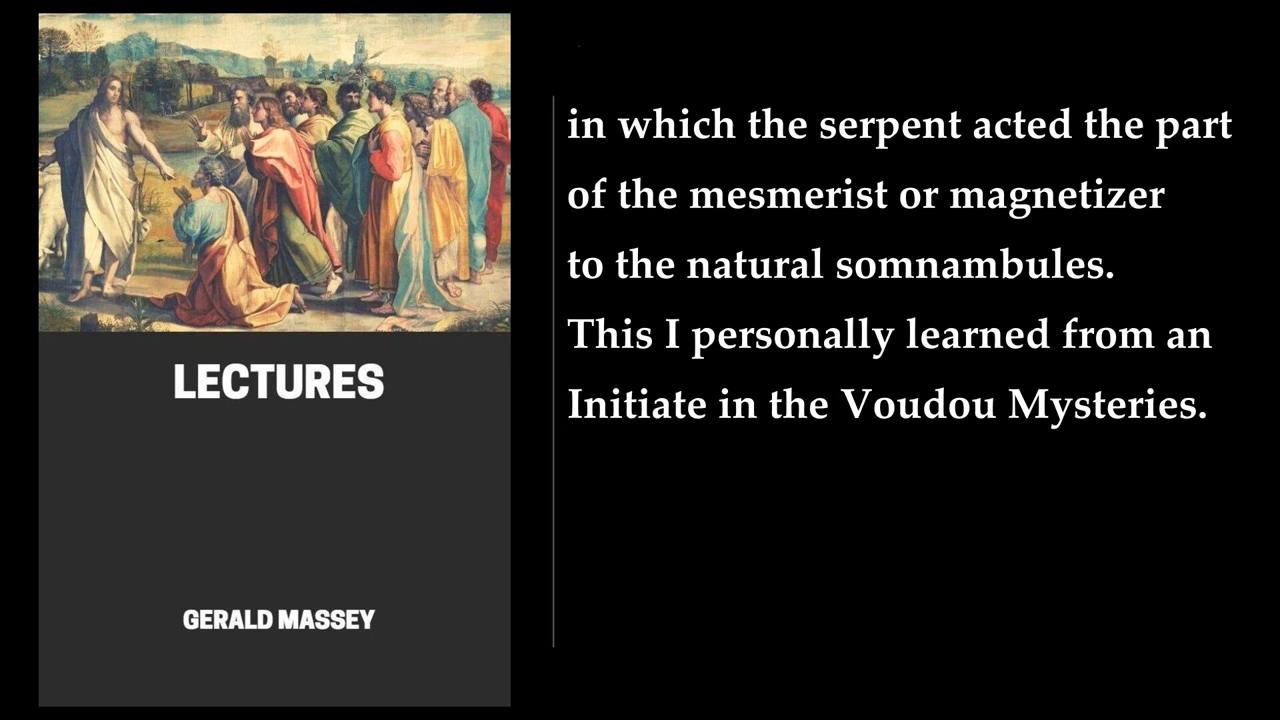 LECTURES
GERALD MASSEY
in which the serpent acted the part
of the mesmerist or magnetizer
to the natural somnambules.
This I personally learned from an
Initiate in the Voudou Mysteries.